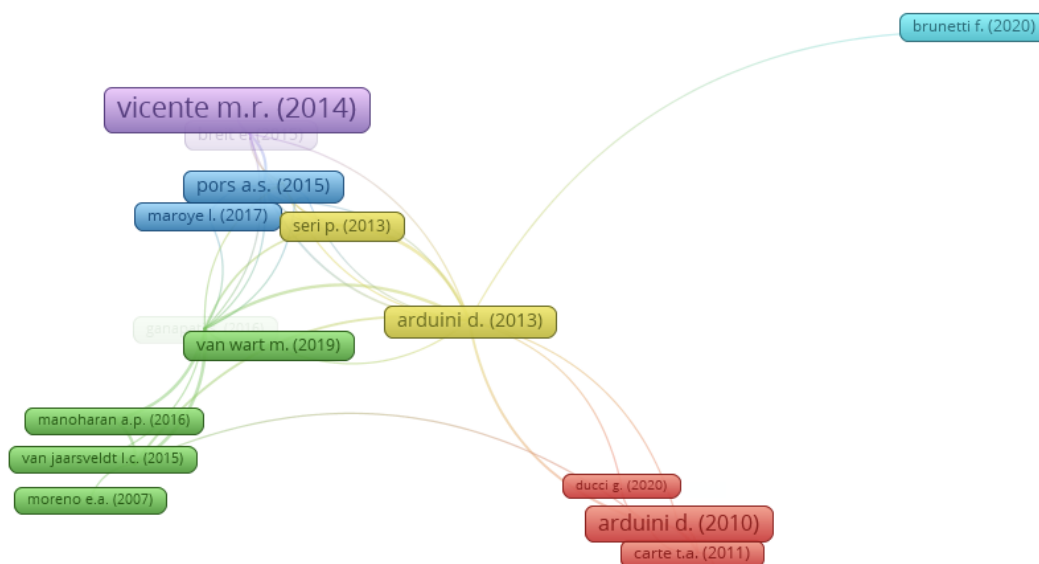 brunetti f. (2020)
vicente m.r. (2014)
pors a.s. (2015)
maroye l. (2017)
seri p. (2013)
arduini d. (2013)
van wart m. (2019)
manoharan a.p. (2016)
van jaarsveldt l.c. (2015)
moreno e.a. (2007)
ducci g. (2020)
arduini d. (2010)
carte t.a. (2011)